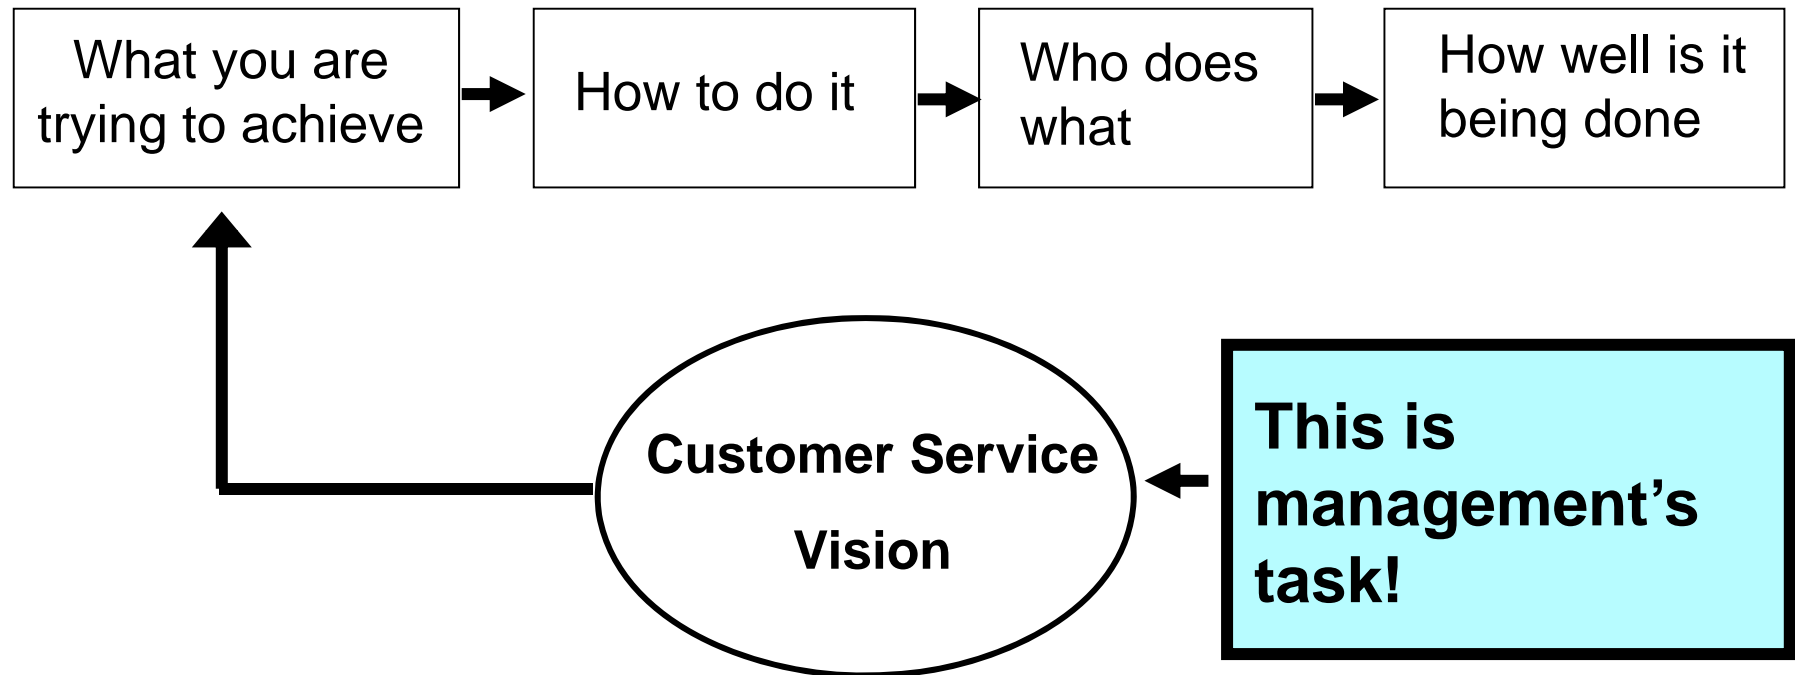 What you are
trying to achieve
How to do it
Who does
what
How well is it
being done
Customer Service
Vision
This is
management’s
task!